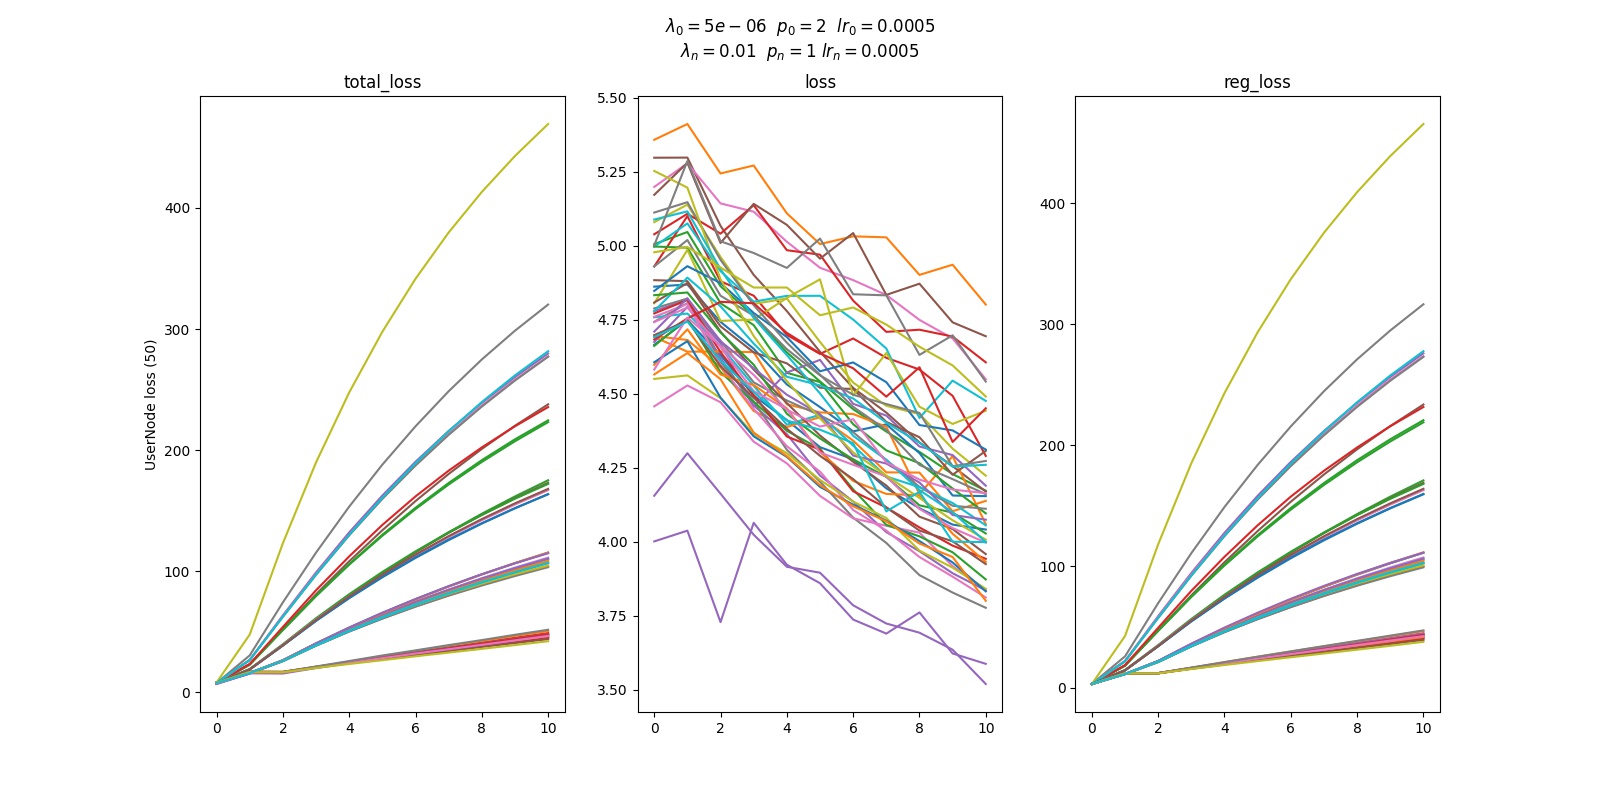 λ₀ = 5e − 06 p₀ = 2 lr₀ = 0.0005
λₙ = 0.01 pₙ = 1 lrₙ = 0.0005
total_loss
loss
reg_loss
UserNode loss (50)
400
300
200
100
0
0 2 4 6 8 10
5.50
5.25
5.00
4.75
4.50
4.25
4.00
3.75
3.50
0 2 4 6 8 10
400
300
200
100
0
0 2 4 6 8 10